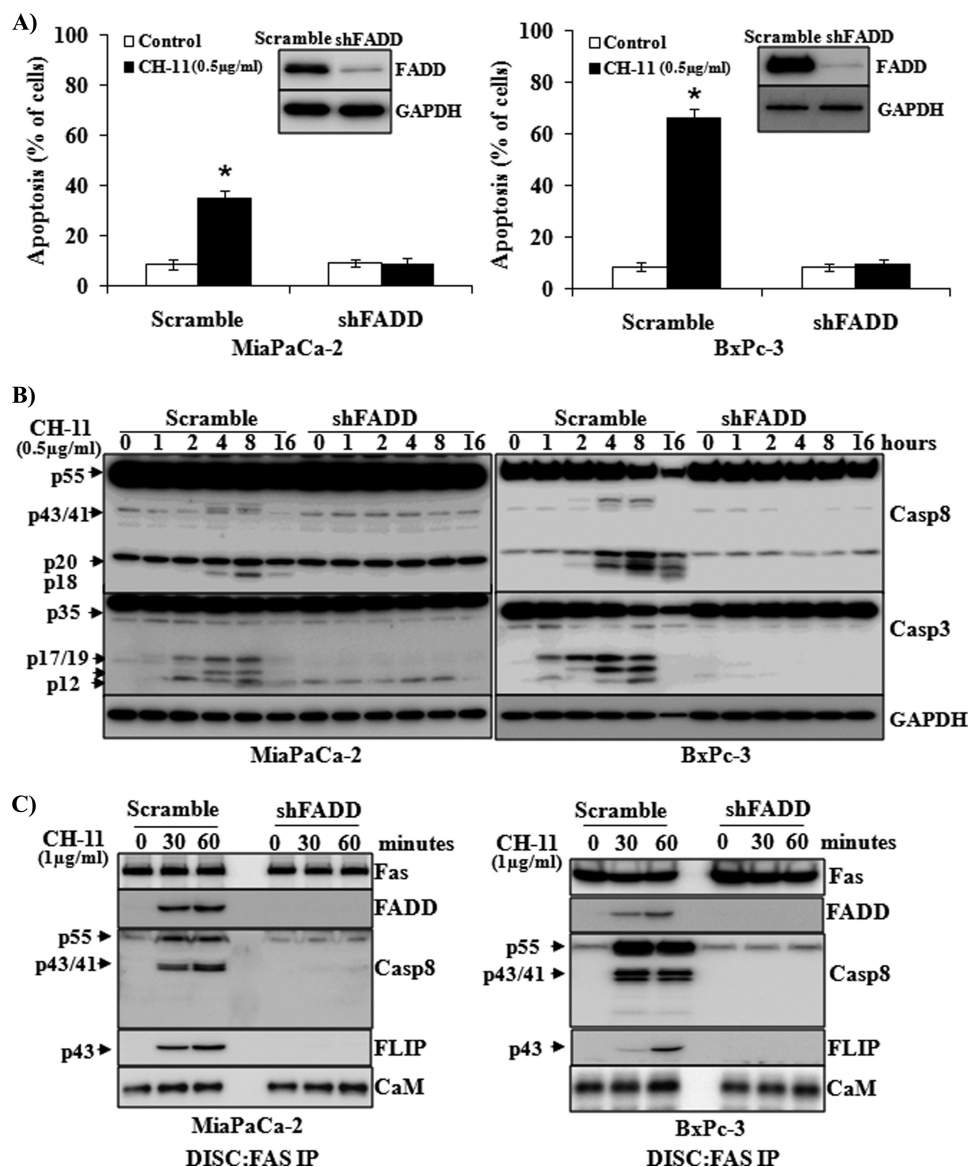 A)
100
80
60
40
20
0
Apoptosis (% of cells)
Control
CH-11 (0.5µg/ml)
Scramble shFADD
FADD
GAPDH
*
Scramble
shFADD
MiaPaCa-2
100
80
60
40
20
0
Apoptosis (% of cells)
Control
CH-11 (0.5µg/ml)
Scramble shFADD
FADD
GAPDH
*
Scramble
shFADD
BxPc-3
B)
Scramble shFADD Scramble shFADD
CH-11 0 1 2 4 8 16 0 1 2 4 8 16 0 1 2 4 8 16 0 1 2 4 8 16 hours
(0.5µg/ml)
p55
p43/41 Casp8
p20
p18
p35 Casp3
p17/19
p12
GAPDH
MiaPaCa-2 BxPc-3
C)
Scramble shFADD
CH-11 0 30 60 0 30 60 minutes
(1µg/ml)
Fas
FADD
p55
p43/41 Casp8
p43 FLIP
CaM
MiaPaCa-2
DISC:FAS IP
Scramble shFADD
CH-11 0 30 60 0 30 60 minutes
(1µg/ml)
Fas
FADD
p55
p43/41 Casp8
p43 FLIP
CaM
BxPc-3
DISC:FAS IP